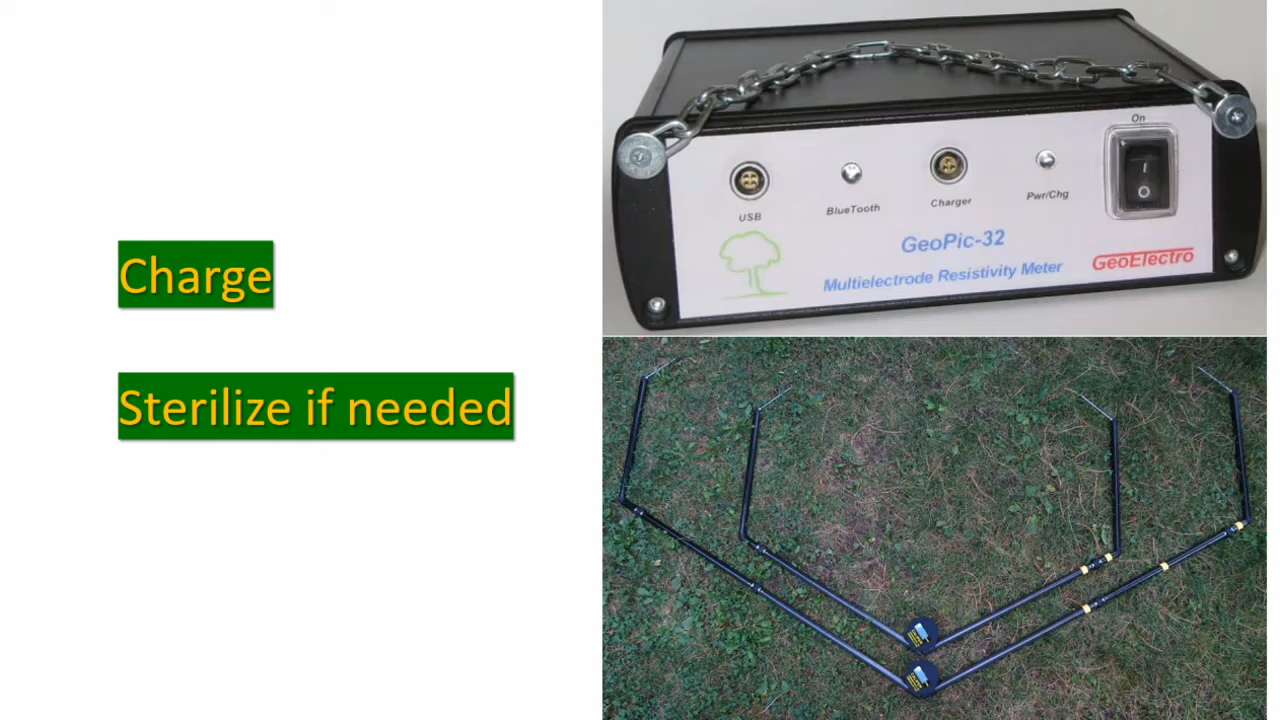 Charge
Sterilize if needed
On
USB
BlueTooth
Charger
Pwr/Chg
GeoPic-32
Multielectrode Resistivity Meter
GeoElectro